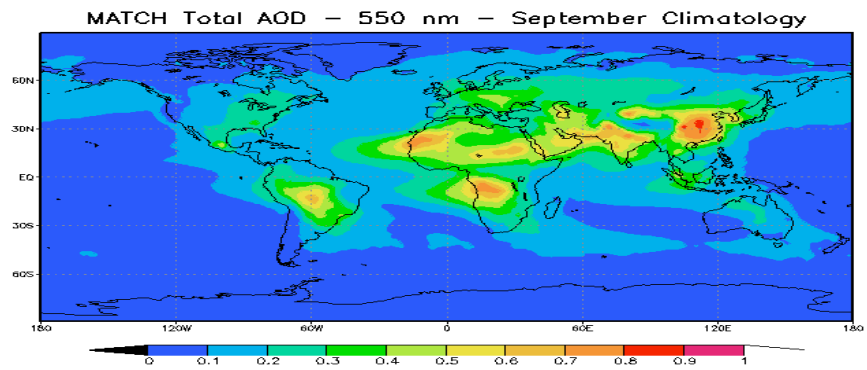 MATCH Total AOD – 550 nm – September Climatology
60N
30N
EQ
30S
60S
180 120W 60W 0 60E 120E 180
0 0.1 0.2 0.3 0.4 0.5 0.6 0.7 0.8 0.9 1